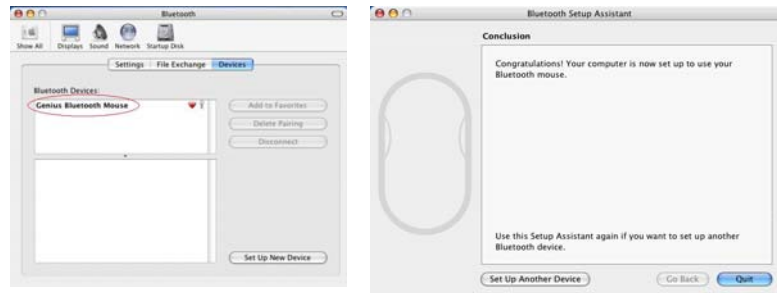 Bluetooth
Show All Displays Sound Network Startup Disk
Settings File Exchange Devices
Bluetooth Devices:
Genius Bluetooth Mouse
Add to Favorites
Delete Pairing
Disconnect
Set Up New Device
Bluetooth Setup Assistant
Conclusion
Congratulations! Your computer is now set up to use your
Bluetooth mouse.
Use this Setup Assistant again if you want to set up another
Bluetooth device.
Set Up Another Device
Go Back
Quit